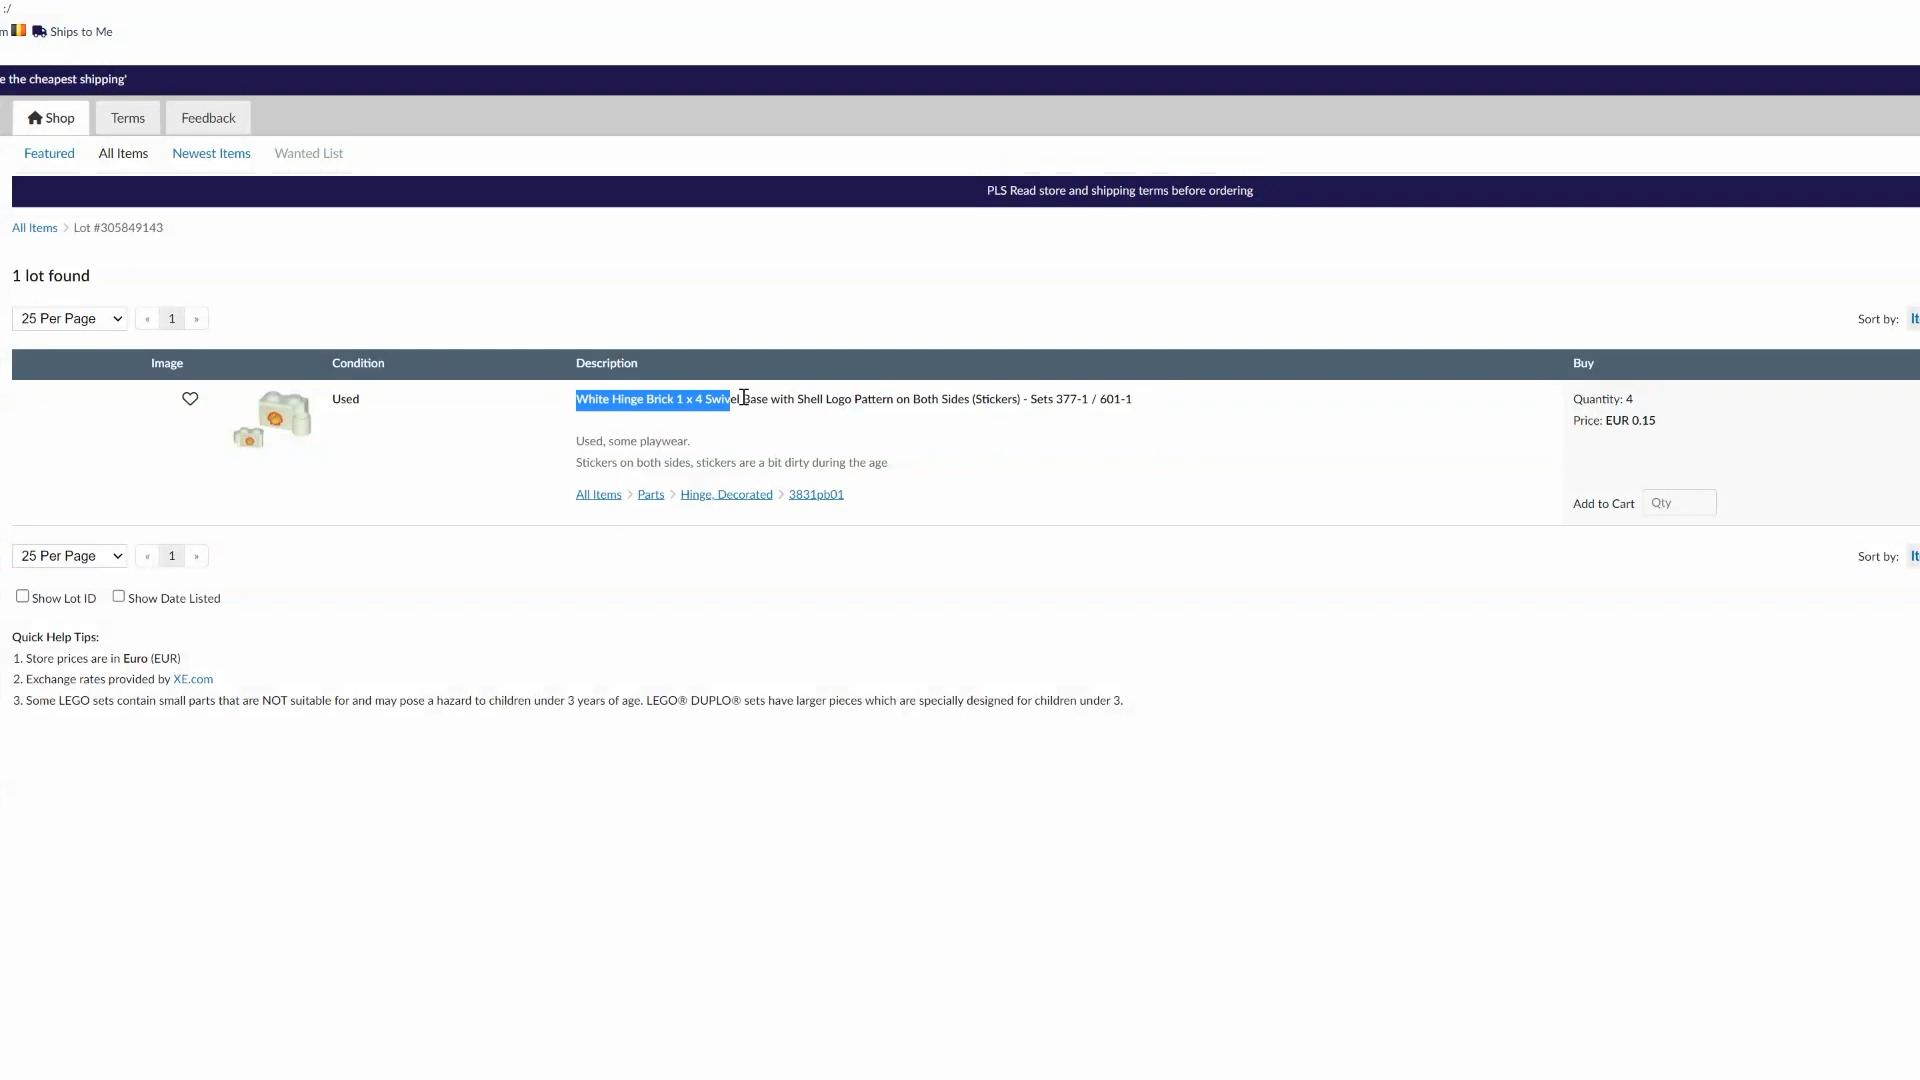 :/
m Ships to Me
e the cheapest shipping'
Shop Terms Feedback
Featured All Items Newest Items Wanted List
PLS Read store and shipping terms before ordering
All Items > Lot #305849143
1 lot found
25 Per Page « 1 » Sort by: It
Image Condition Description Buy
Used White Hinge Brick 1 x 4 Swivel Base with Shell Logo Pattern on Both Sides (Stickers) - Sets 377-1 / 601-1 Quantity: 4
Price: EUR 0.15
Used, some playwear.
Stickers on both sides, stickers are a bit dirty during the age
All Items > Parts > Hinge, Decorated > 3831pb01
Add to Cart Qty
25 Per Page « 1 » Sort by: It
Show Lot ID Show Date Listed
Quick Help Tips:
1. Store prices are in Euro (EUR)
2. Exchange rates provided by XE.com
3. Some LEGO sets contain small parts that are NOT suitable for and may pose a hazard to children under 3 years of age. LEGO® DUPLO® sets have larger pieces which are specially designed for children under 3.